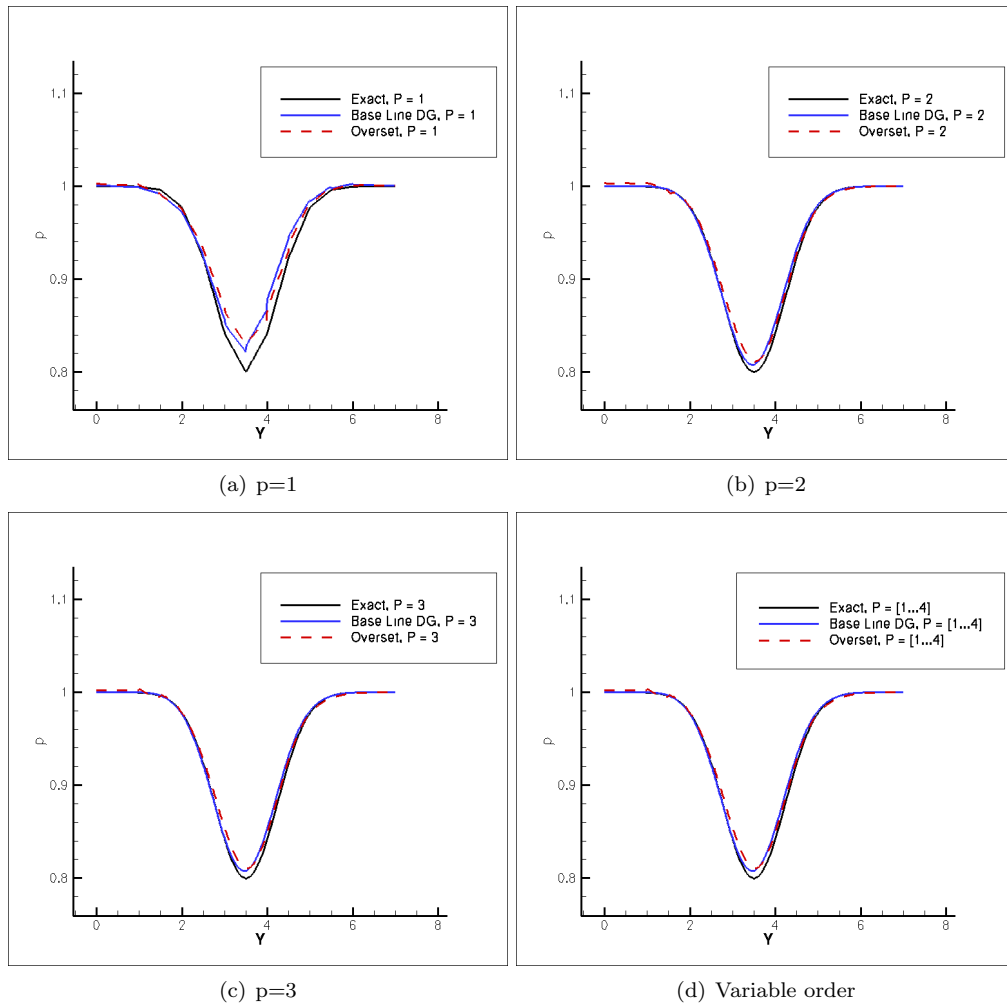 1.1
1
0.9
0.8
ρ
Exact, P = 1
Base Line DG, P = 1
Overset, P = 1
0 2 4 6 8
Y
(a) p=1
1.1
1
0.9
0.8
ρ
Exact, P = 2
Base Line DG, P = 2
Overset, P = 2
0 2 4 6 8
Y
(b) p=2
1.1
1
0.9
0.8
ρ
Exact, P = 3
Base Line DG, P = 3
Overset, P = 3
0 2 4 6 8
Y
(c) p=3
1.1
1
0.9
0.8
ρ
Exact, P = [1...4]
Base Line DG, P = [1...4]
Overset, P = [1...4]
0 2 4 6 8
Y
(d) Variable order